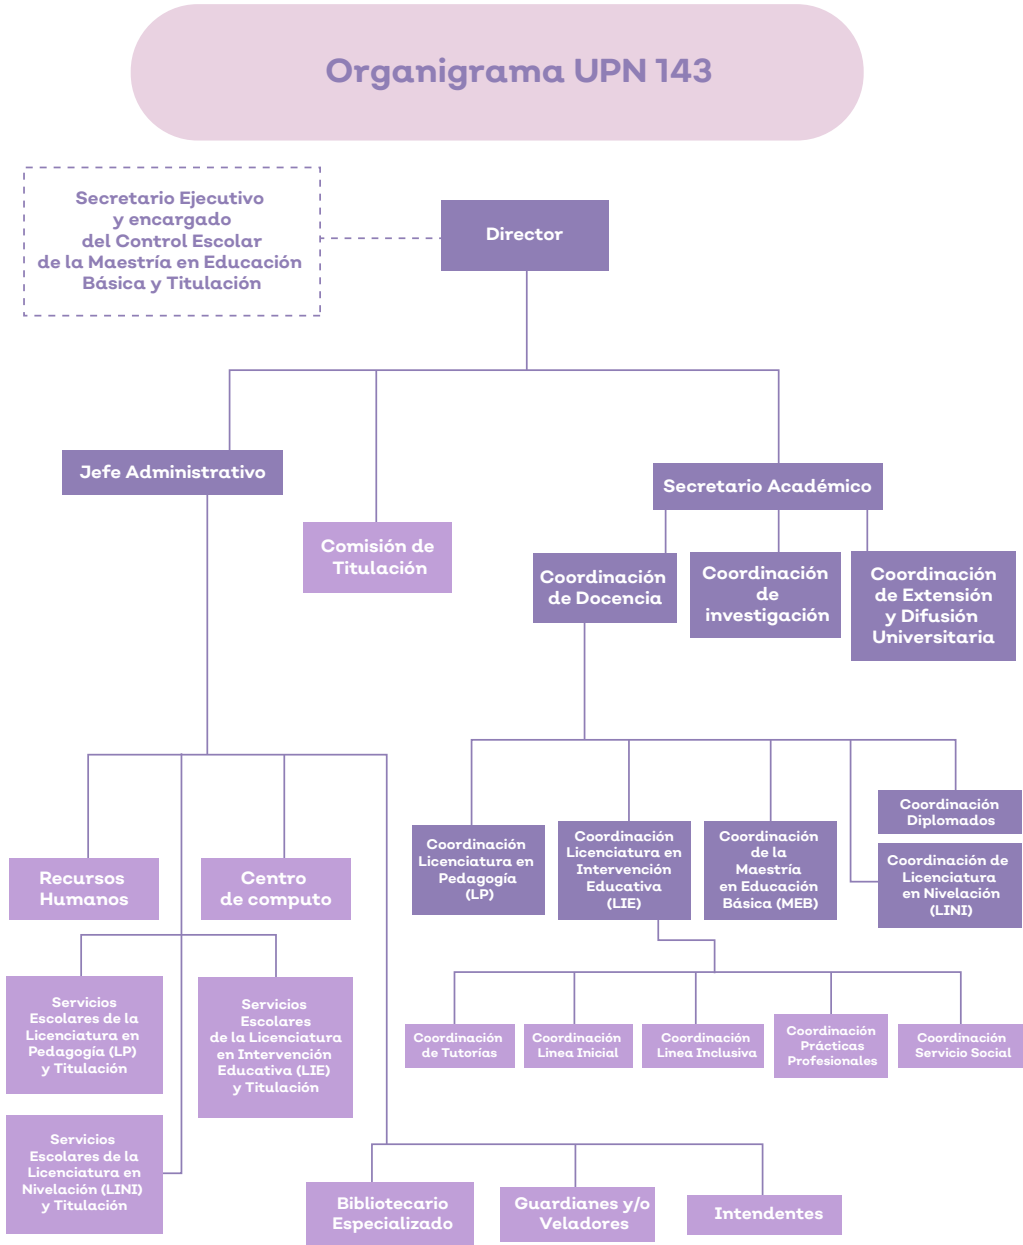 Organigrama UPN 143
Secretario Ejecutivo
y encargado
del Control Escolar
de la Maestría en Educación
Básica y Titulación
Director
Jefe Administrativo
Secretario Académico
Comisión de
Titulación
Coordinación
de Docencia
Coordinación
de
investigación
Coordinación
de Extensión
y Difusión
Universitaria
Coordinación
Diplomados
Coordinación
Licenciatura en
Pedagogía
(LP)
Coordinación
Licenciatura en
Intervención
Educativa
(LIE)
Coordinación
de la
Maestría
en Educación
Básica (MEB)
Coordinación de
Licenciatura
en Nivelación
(LINI)
Recursos
Humanos
Centro
de computo
Servicios
Escolares de la
Licenciatura en
Pedagogía (LP)
y Titulación
Servicios
Escolares
de la Licenciatura
en Intervención
Educativa (LIE)
y Titulación
Coordinación
de Tutorías
Coordinación
Linea Inicial
Coordinación
Linea Inclusiva
Coordinación
Prácticas
Profesionales
Coordinación
Servicio Social
Servicios
Escolares de la
Licenciatura en
Nivelación (LINI)
y Titulación
Bibliotecario
Especializado
Guardianes y/o
Veladores
Intendentes